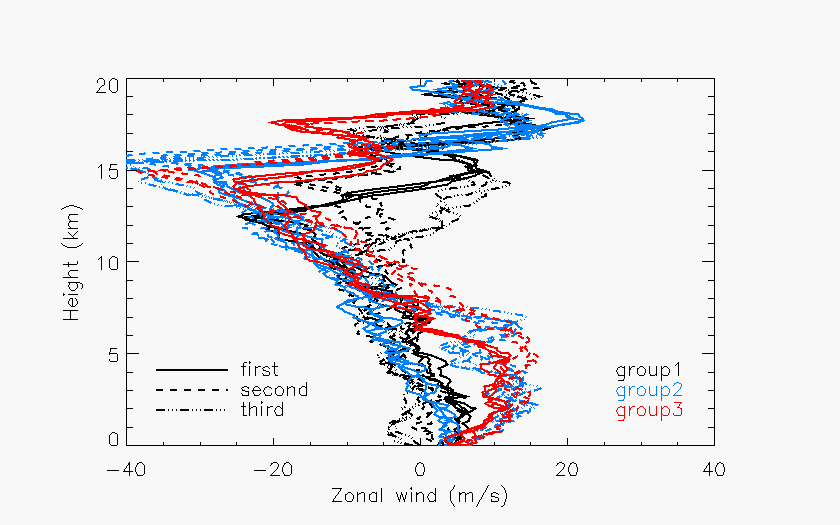 20
15
10
5
0
Height (km)
first
second
third
group1
group2
group3
−40
−20
0
20
40
Zonal wind (m/s)